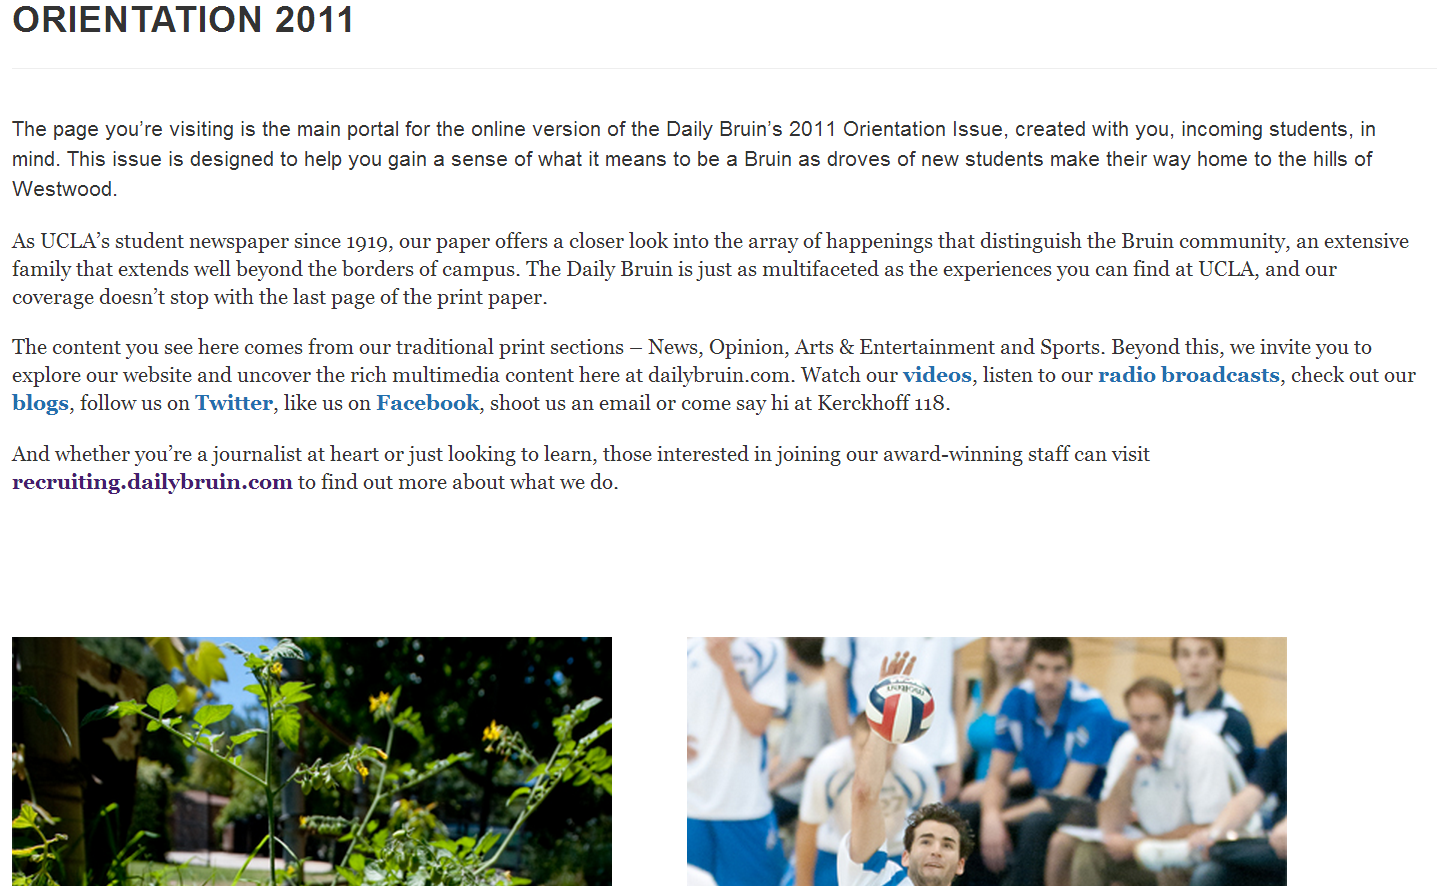 ORIENTATION 2011
The page you’re visiting is the main portal for the online version of the Daily Bruin’s 2011 Orientation Issue, created with you, incoming students, in
mind. This issue is designed to help you gain a sense of what it means to be a Bruin as droves of new students make their way home to the hills of
Westwood.
As UCLA’s student newspaper since 1919, our paper offers a closer look into the array of happenings that distinguish the Bruin community, an extensive
family that extends well beyond the borders of campus. The Daily Bruin is just as multifaceted as the experiences you can find at UCLA, and our
coverage doesn’t stop with the last page of the print paper.
The content you see here comes from our traditional print sections – News, Opinion, Arts & Entertainment and Sports. Beyond this, we invite you to
explore our website and uncover the rich multimedia content here at dailybruin.com. Watch our videos, listen to our radio broadcasts, check out our
blogs, follow us on Twitter, like us on Facebook, shoot us an email or come say hi at Kerckhoff 118.
And whether you’re a journalist at heart or just looking to learn, those interested in joining our award-winning staff can visit
recruiting.dailybruin.com to find out more about what we do.